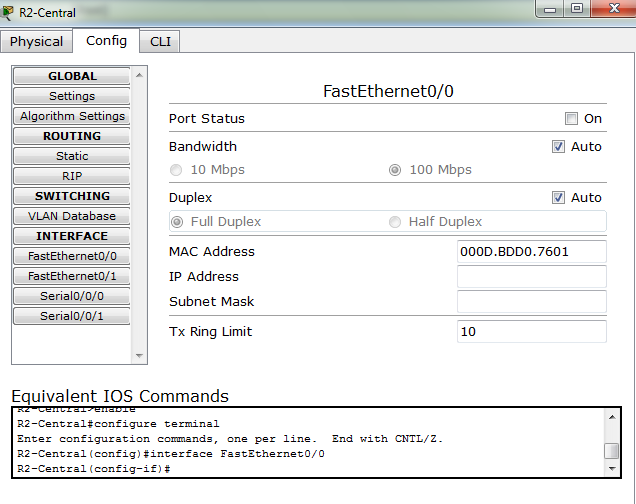 R2-Central
Physical Config CLI
GLOBAL
Settings
Algorithm Settings
ROUTING
Static
RIP
SWITCHING
VLAN Database
INTERFACE
FastEthernet0/0
FastEthernet0/1
Serial0/0/0
Serial0/0/1
FastEthernet0/0
Port Status On
Bandwidth Auto
10 Mbps 100 Mbps
Duplex Auto
Full Duplex Half Duplex
MAC Address 000D.BDD0.7601
IP Address
Subnet Mask
Tx Ring Limit 10
Equivalent IOS Commands
R2-Central>enable
R2-Central#configure terminal
Enter configuration commands, one per line.  End with CNTL/Z.
R2-Central(config)#interface FastEthernet0/0
R2-Central(config-if)#